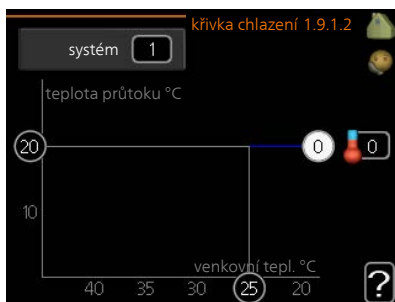 křivka chlazení 1.9.1.2
systém 1
teplota průtoku °C
20
0
0
10
venkovní tepl. °C
40 35 30 25 20
?